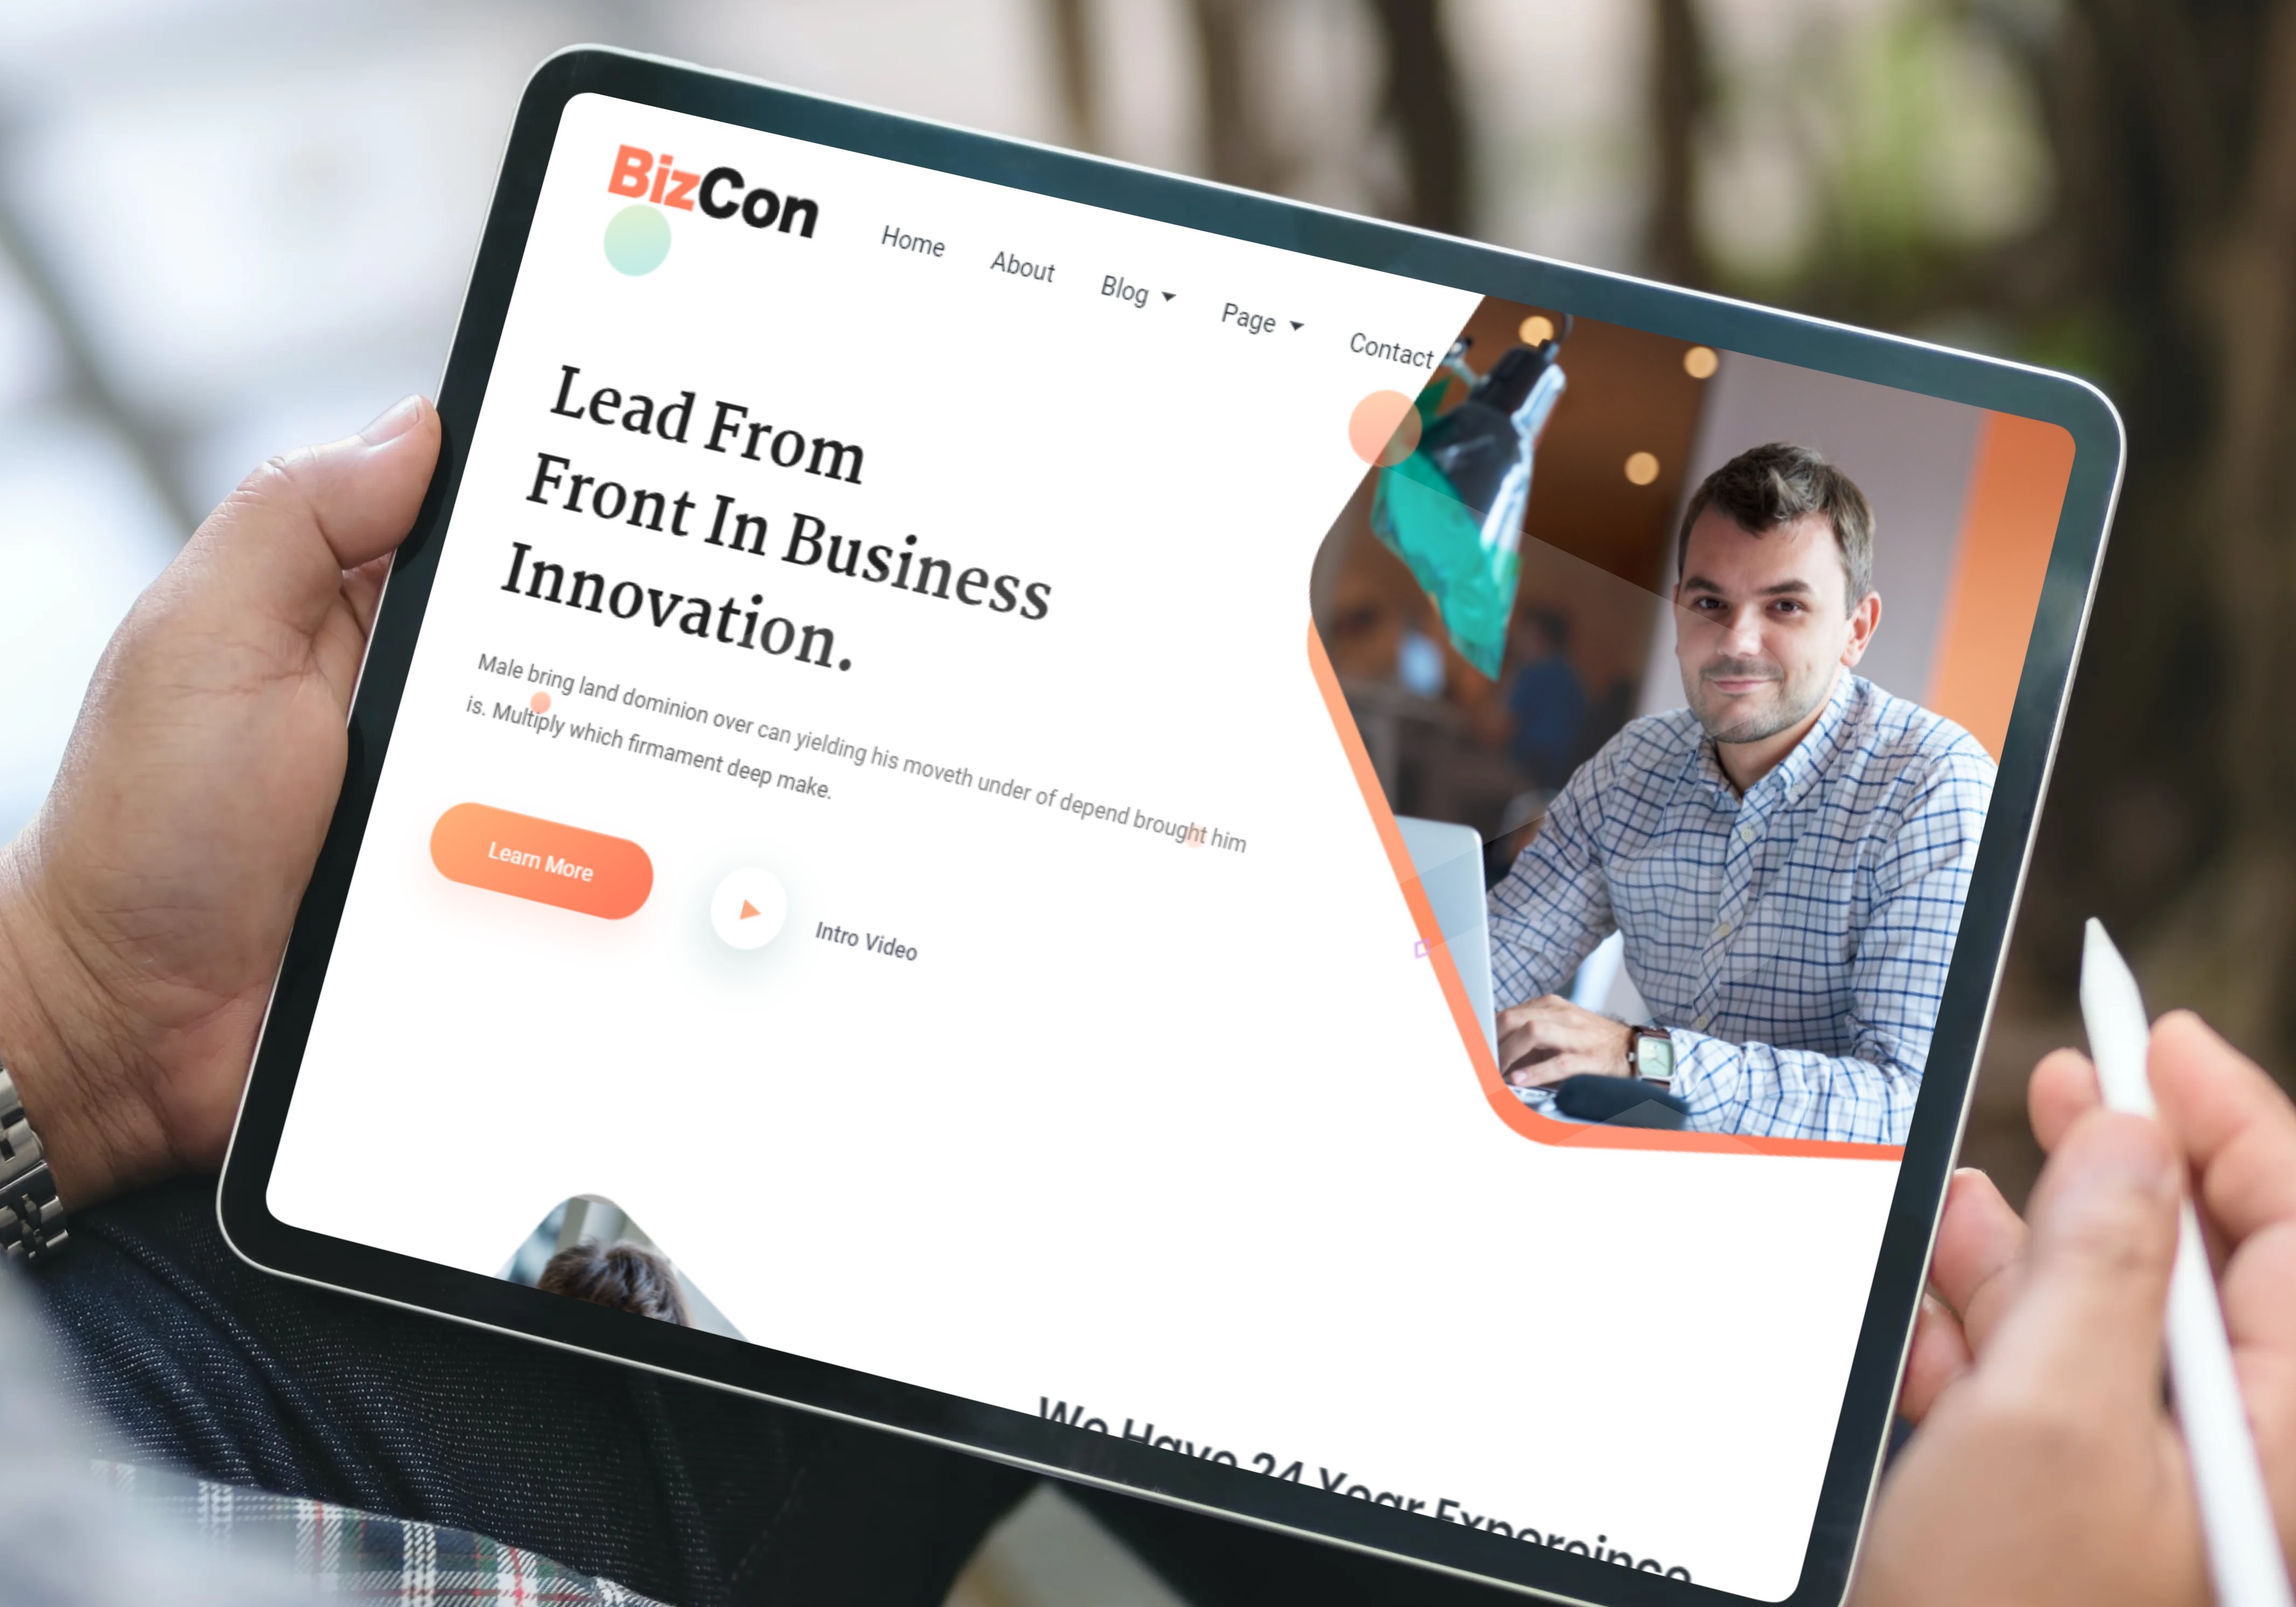 BizCon
Home About Blog Page Contact
Lead From
Front In Business
Innovation.
Male bring land dominion over can yielding his moveth under of depend brought him
is. Multiply which firmament deep make.
Learn More
Intro Video
We Have 24 Year Expereince